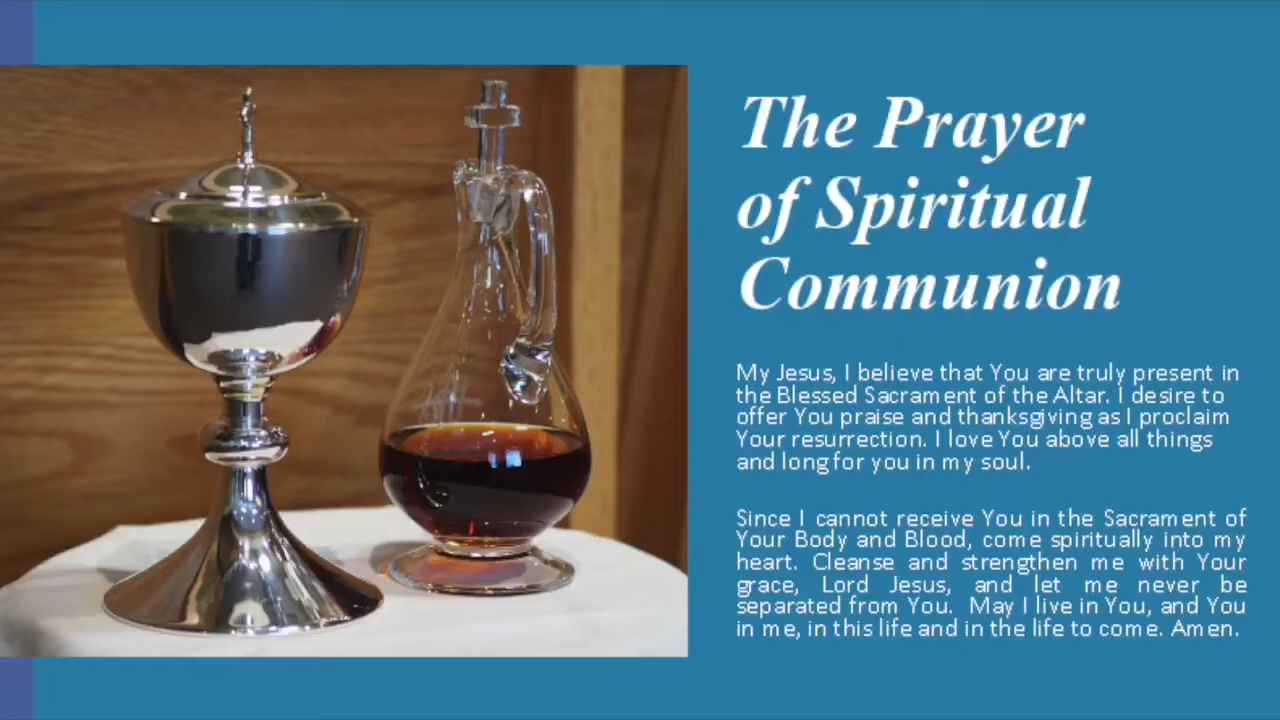 The Prayer
of Spiritual
Communion
My Jesus, I believe that You are truly present in
the Blessed Sacrament of the Altar. I desire to
offer You praise and thanksgiving as I proclaim
Your resurrection. I love You above all things
and long for you in my soul.
Since I cannot receive You in the Sacrament of
Your Body and Blood, come spiritually into my
heart. Cleanse and strengthen me with Your
grace, Lord Jesus, and let me never be
separated from You. May I live in You, and You
in me, in this life and in the life to come. Amen.